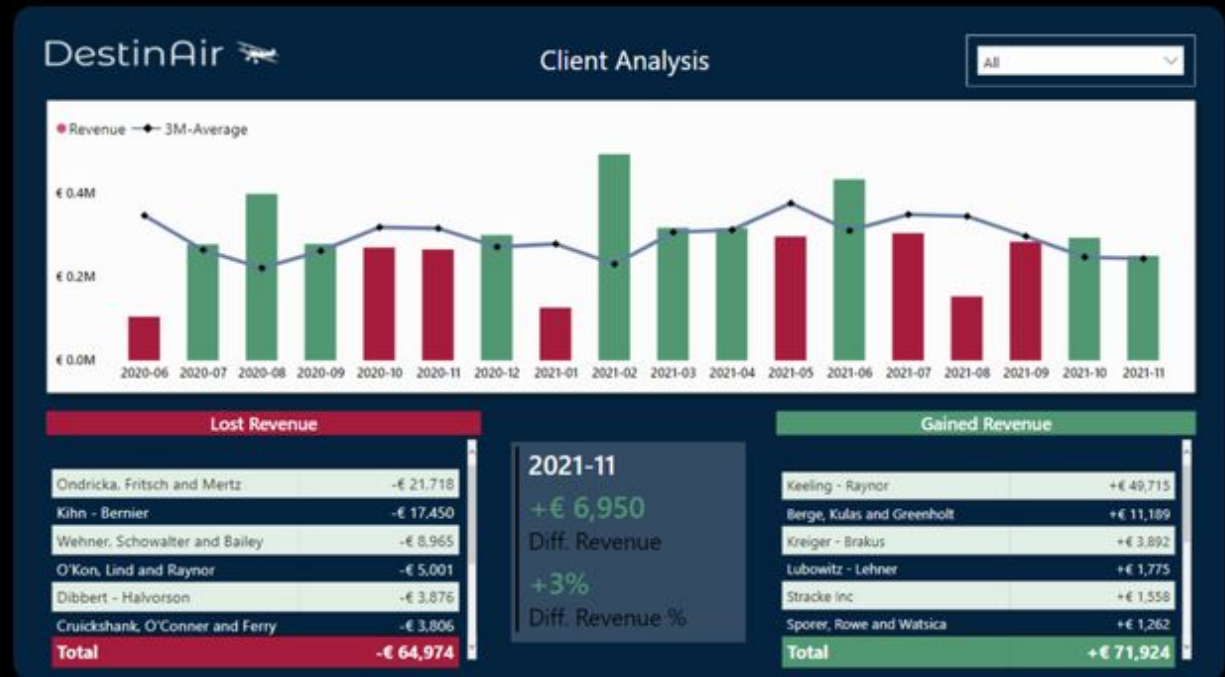 DestinAir
Client Analysis
All
Revenue 3M-Average
€ 0.4M
€ 0.2M
€ 0.0M
2020-06 2020-07 2020-08 2020-09 2020-10 2020-11 2020-12 2021-01 2021-02 2021-03 2021-04 2021-05 2021-06 2021-07 2021-08 2021-09 2021-10 2021-11
Lost Revenue
Ondricka, Fritsch and Mertz -€ 21,718
Kihn - Bernier -€ 17,450
Wehner, Schowalter and Bailey -€ 8,965
O'Kon, Lind and Raynor -€ 5,001
Dibbert - Halvorson -€ 3,876
Cruickshank, O'Conner and Ferry -€ 3,806
Total -€ 64,974
2021-11
+€ 6,950
Diff. Revenue
+3%
Diff. Revenue %
Gained Revenue
Keeling - Raynor +€ 49,715
Berge, Kulas and Greenholt +€ 11,189
Kreiger - Brakus +€ 3,892
Lubowitz - Lehner +€ 1,775
Stracke Inc +€ 1,558
Sporer, Rowe and Watsica +€ 1,262
Total +€ 71,924